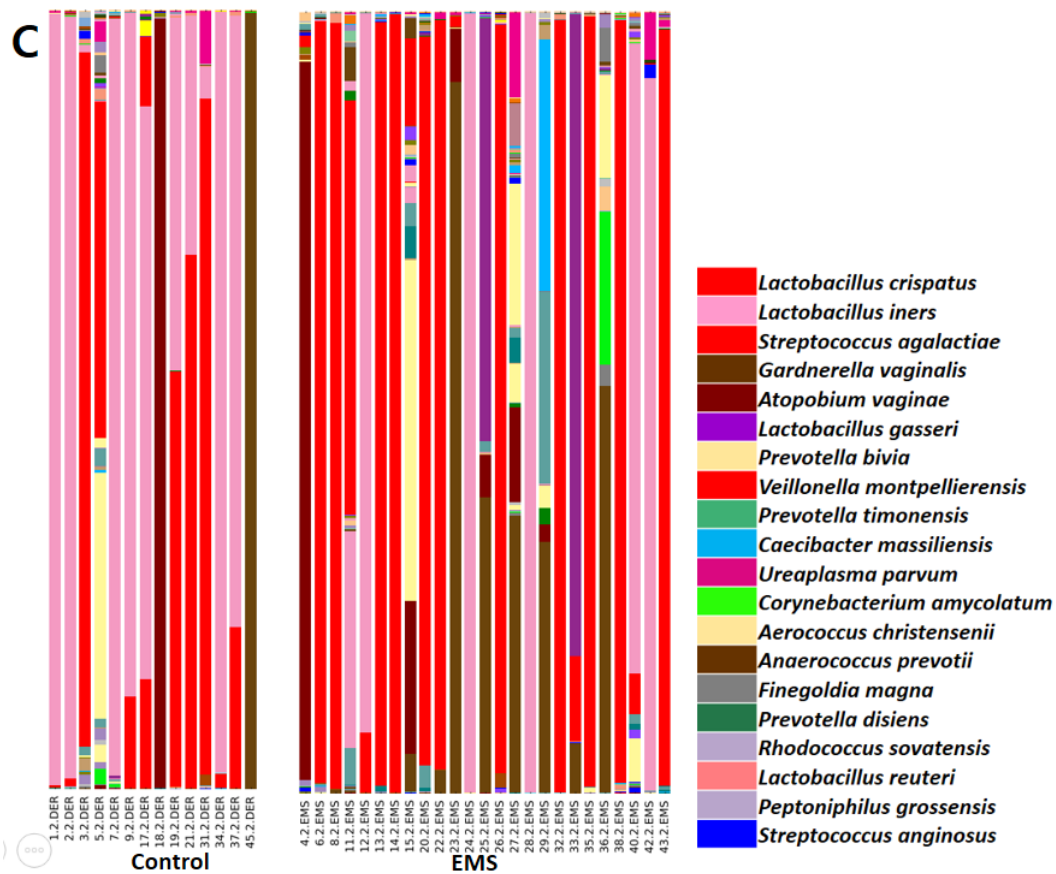 C
1.2.DER
2.2.DER
3.2.DER
5.2.DER
7.2.DER
9.2.DER
17.2.DER
18.2.DER
19.2.DER
21.2.DER
31.2.DER
34.2.DER
37.2.DER
45.2.DER
Control
4.2.EMS
6.2.EMS
8.2.EMS
11.2.EMS
12.2.EMS
13.2.EMS
14.2.EMS
15.2.EMS
20.2.EMS
22.2.EMS
23.2.EMS
24.2.EMS
25.2.EMS
26.2.EMS
27.2.EMS
28.2.EMS
29.2.EMS
32.2.EMS
33.2.EMS
35.2.EMS
36.2.EMS
38.2.EMS
40.2.EMS
42.2.EMS
43.2.EMS
EMS
Lactobacillus crispatus
Lactobacillus iners
Streptococcus agalactiae
Gardnerella vaginalis
Atopobium vaginae
Lactobacillus gasseri
Prevotella bivia
Veillonella montpellierensis
Prevotella timonensis
Caecibacter massiliensis
Ureaplasma parvum
Corynebacterium amycolatum
Aerococcus christensenii
Anaerococcus prevotii
Finegoldia magna
Prevotella disiens
Rhodococcus sovatensis
Lactobacillus reuteri
Peptoniphilus grossensis
Streptococcus anginosus